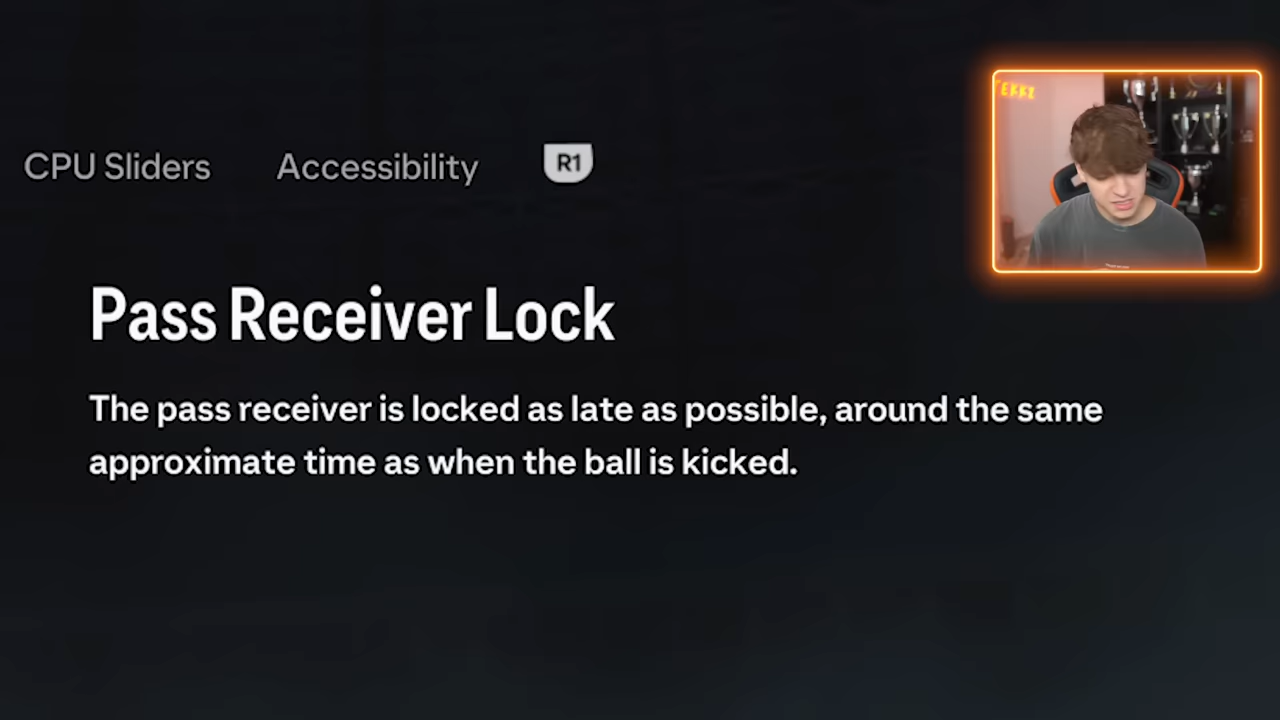 TEKKZ
CPU Sliders Accessibility R1
Pass Receiver Lock
The pass receiver is locked as late as possible, around the same
approximate time as when the ball is kicked.